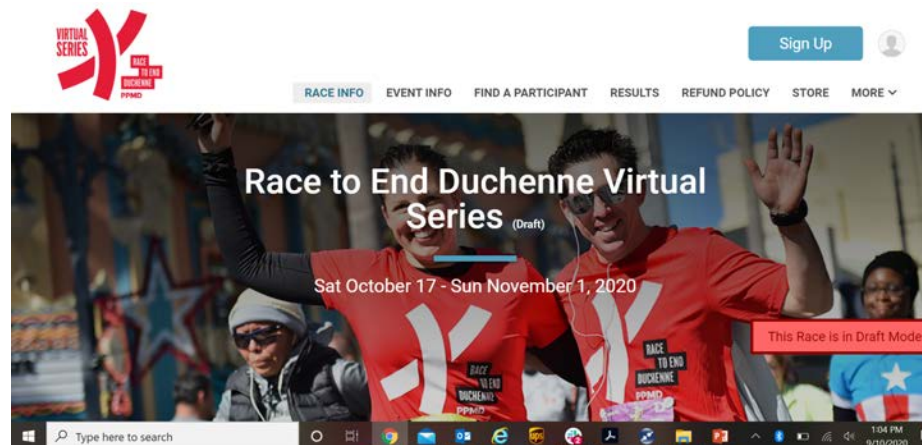 VIRTUAL
SERIES
RACE
TO END
DUCHENNE
PPMD
Sign Up
RACE INFO EVENT INFO FIND A PARTICIPANT RESULTS REFUND POLICY STORE MORE
Race to End Duchenne Virtual
Series (Draft)
Sat October 17 - Sun November 1, 2020
This Race is in Draft Mode
RACE
TO END
DUCHENNE
PPMD
RACE
TO END
DUCHENNE
PPMD
Type here to search
ups
1:04 PM
9/10/2020